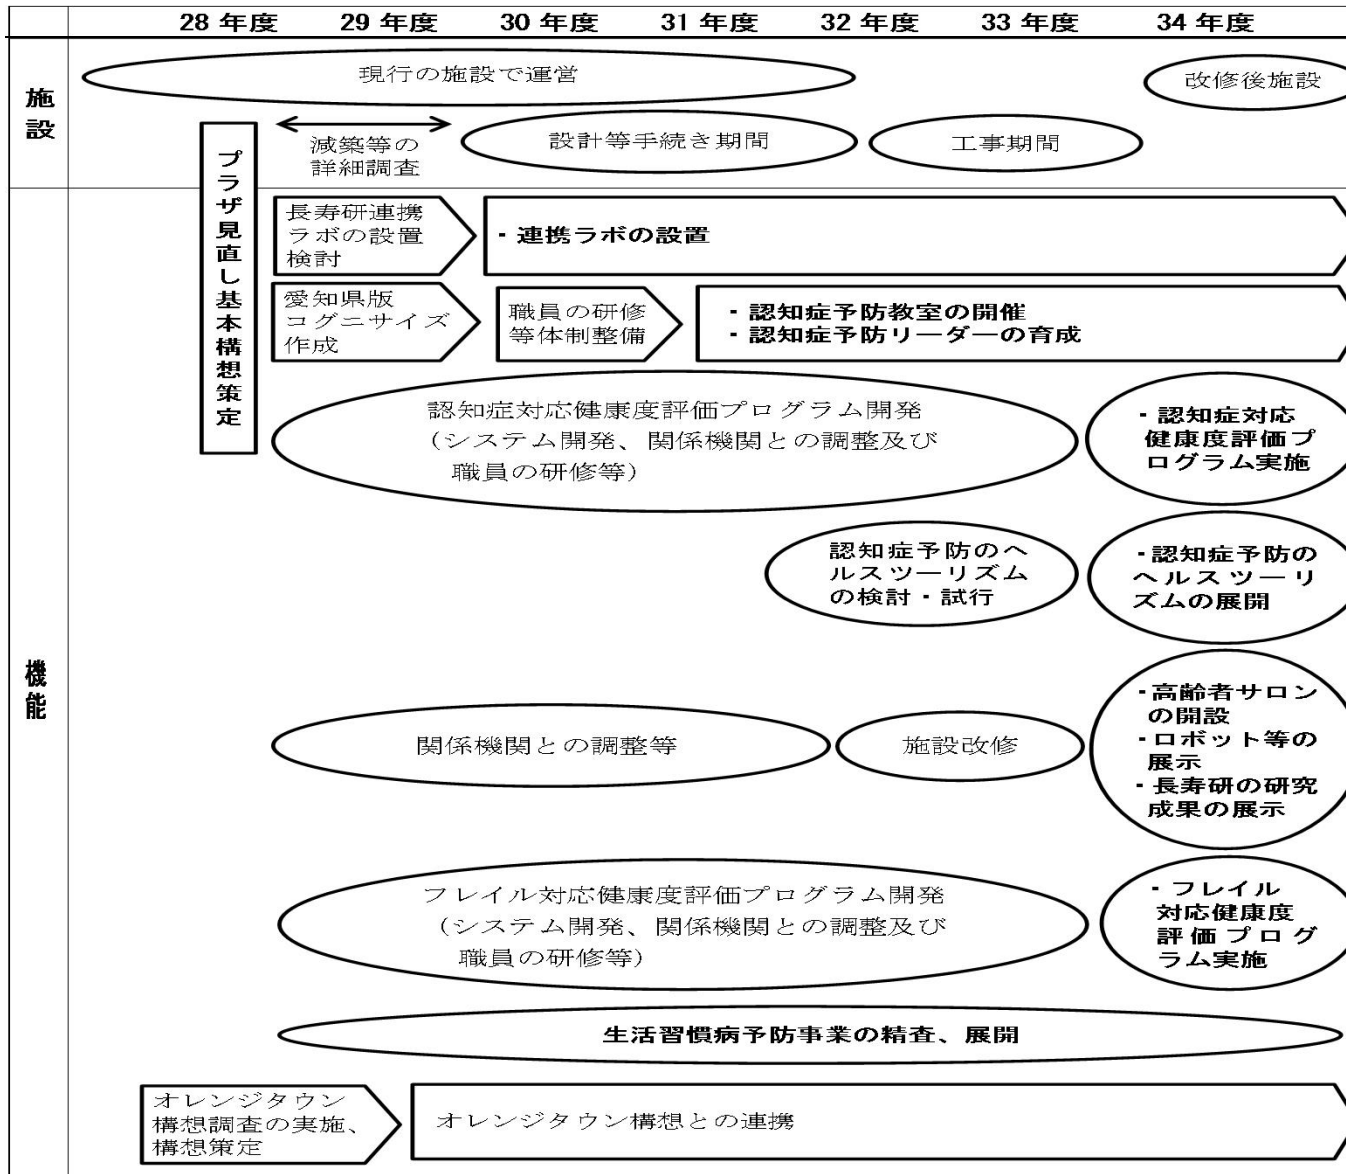 28 年度 29 年度 30 年度 31 年度 32 年度 33 年度 34 年度
施設
現行の施設で運営
改修後施設
減築等の
詳細調査
設計等手続き期間
工事期間
プラザ見直し基本構想策定
機能
長寿研連携
ラボの設置
検討
・連携ラボの設置
愛知県版
コグニサイズ
作成
職員の研修
等体制整備
・認知症予防教室の開催
・認知症予防リーダーの育成
認知症対応健康度評価プログラム開発
（システム開発、関係機関との調整及び
職員の研修等）
・認知症対応
健康度評価プ
ログラム実施
認知症予防のヘ
ルスツーリズム
の検討・試行
・認知症予防の
ヘルスツーリ
ズムの展開
関係機関との調整等
施設改修
・高齢者サロン
の開設
・ロボット等の
展示
・長寿研の研究
成果の展示
フレイル対応健康度評価プログラム開発
（システム開発、関係機関との調整及び
職員の研修等）
・フレイル
対応健康度
評価プログ
ラム実施
生活習慣病予防事業の精査、展開
オレンジタウン
構想調査の実施、
構想策定
オレンジタウン構想との連携